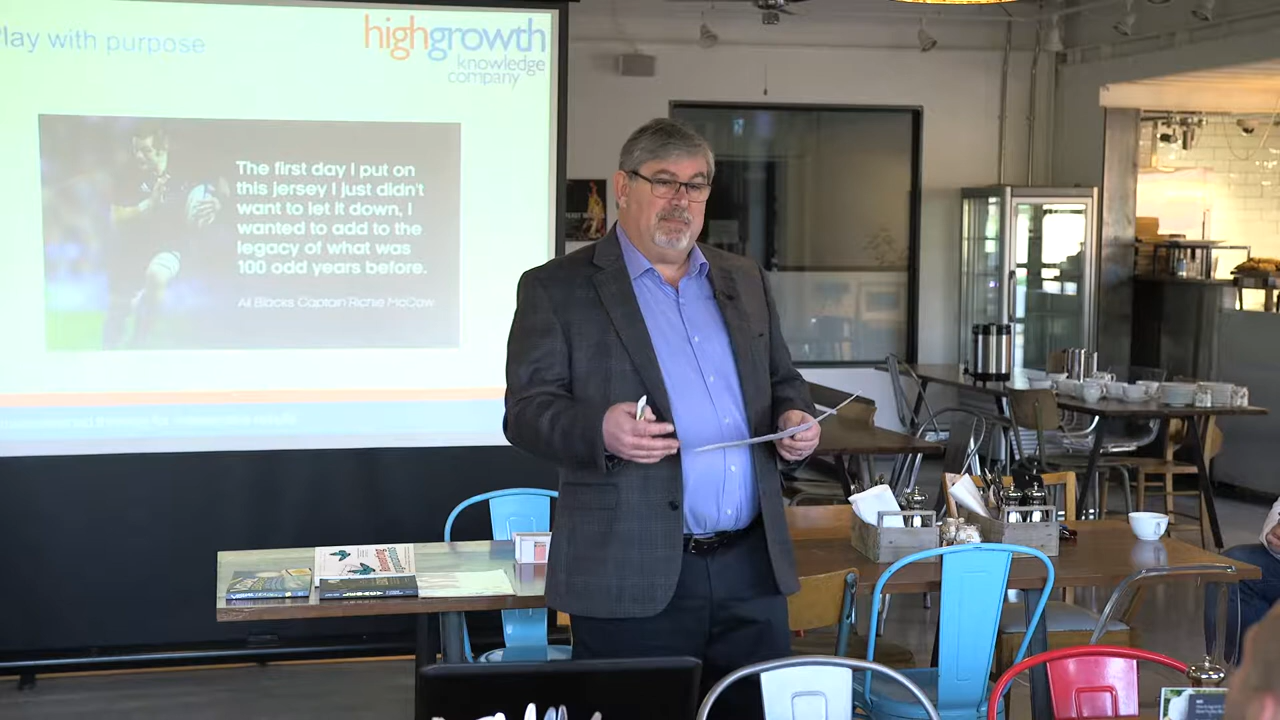 Play with purpose
highgrowth
knowledge
company
The first day I put on
this jersey I just didn't
want to let it down, I
wanted to add to the
legacy of what was
100 odd years before.
All Blacks Captain Richie McCaw